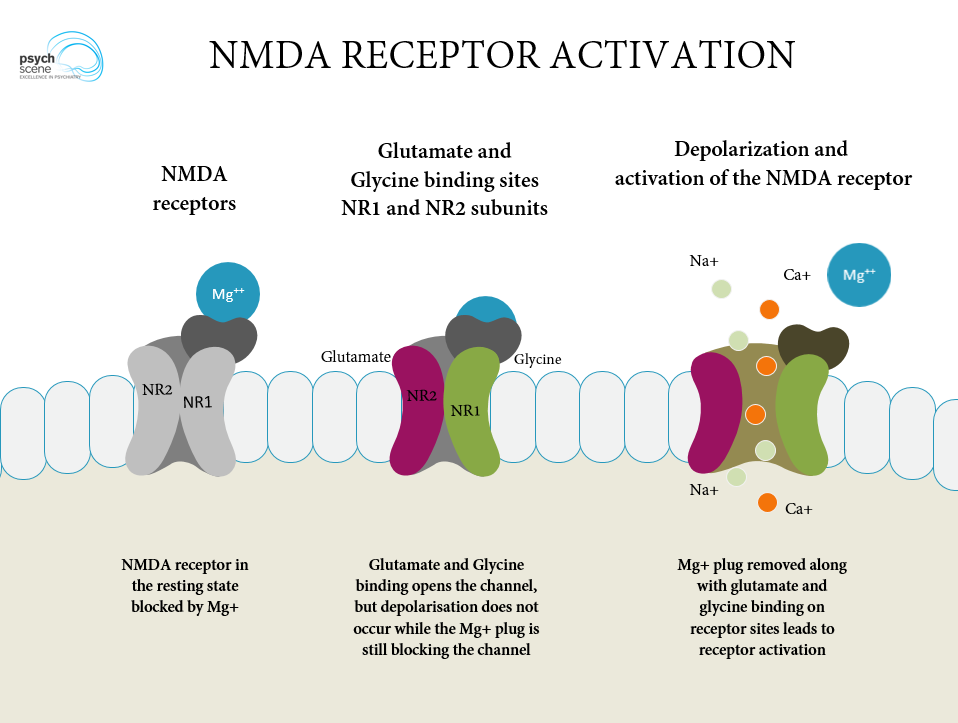 psych
scene
EXCELLENCE IN PSYCHIATRY
NMDA RECEPTOR ACTIVATION
NMDA
receptors
Glutamate and
Glycine binding sites
NR1 and NR2 subunits
Depolarization and
activation of the NMDA receptor
Mg++
NR2
NR1
Glutamate
Glycine
NR2
NR1
Na+
Ca+
Mg++
Na+
Ca+
NMDA receptor in
the resting state
blocked by Mg+
Glutamate and Glycine
binding opens the channel,
but depolarisation does not
occur while the Mg+ plug is
still blocking the channel
Mg+ plug removed along
with glutamate and
glycine binding on
receptor sites leads to
receptor activation